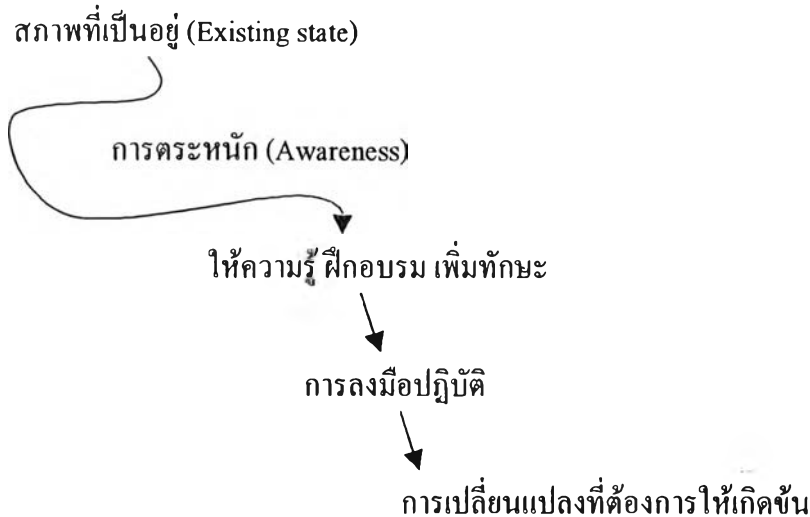 สภาพที่เป็นอยู่ (Existing state)
การตระหนัก (Awareness)
ให้ความรู้ ฝึกอบรม เพิ่มทักษะ
การลงมือปฏิบัติ
การเปลี่ยนแปลงที่ต้องการให้เกิดขึ้น